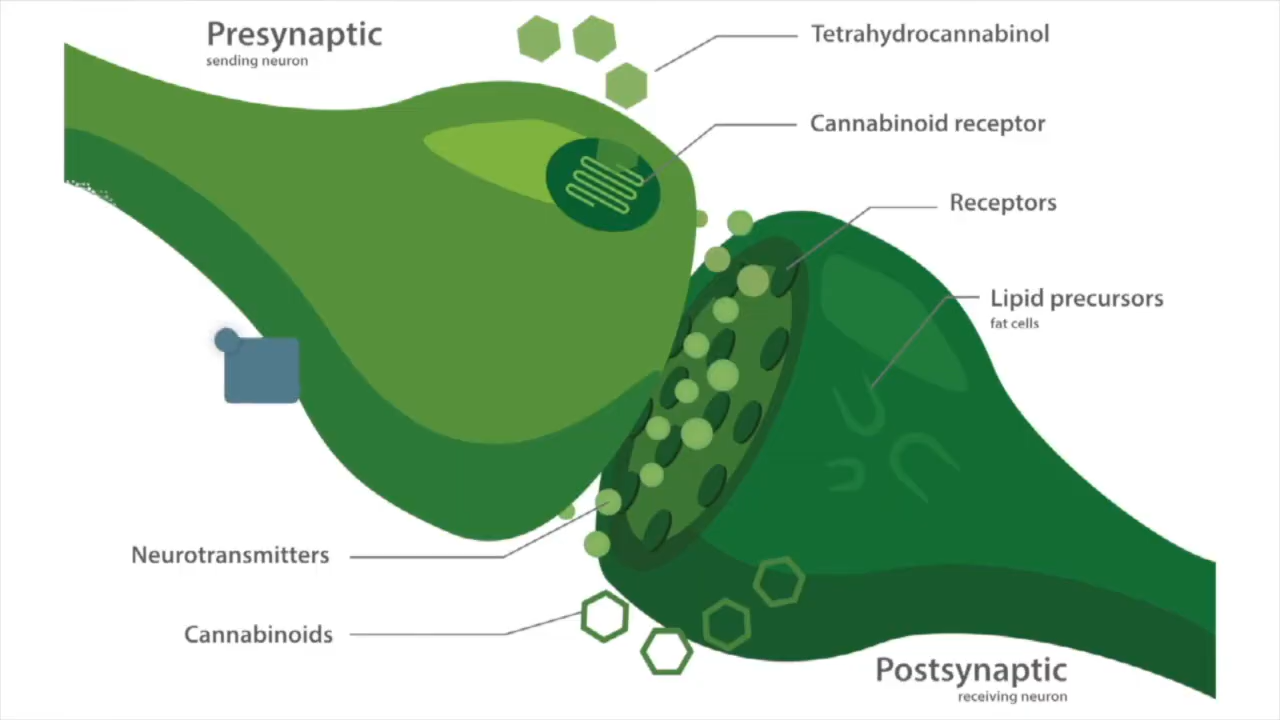 Presynaptic
sending neuron
Tetrahydrocannabinol
Cannabinoid receptor
Receptors
Lipid precursors
fat cells
Neurotransmitters
Cannabinoids
Postsynaptic
receiving neuron